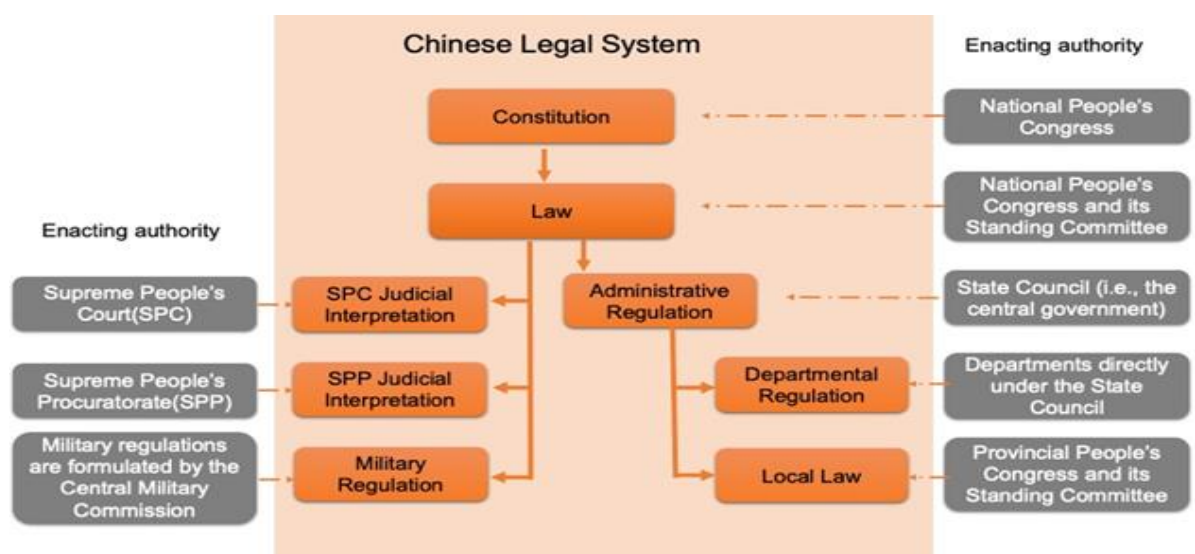 Chinese Legal System
Enacting authority
Constitution
National People's
Congress
Law
National People's
Congress and its
Standing Committee
Enacting authority
Supreme People's
Court(SPC)
SPC Judicial
Interpretation
Administrative
Regulation
State Council (i.e., the
central government)
Supreme People's
Procuratorate(SPP)
SPP Judicial
Interpretation
Departmental
Regulation
Departments directly
under the State
Council
Military regulations
are formulated by the
Central Military
Commission
Military
Regulation
Local Law
Provincial People's
Congress and its
Standing Committee